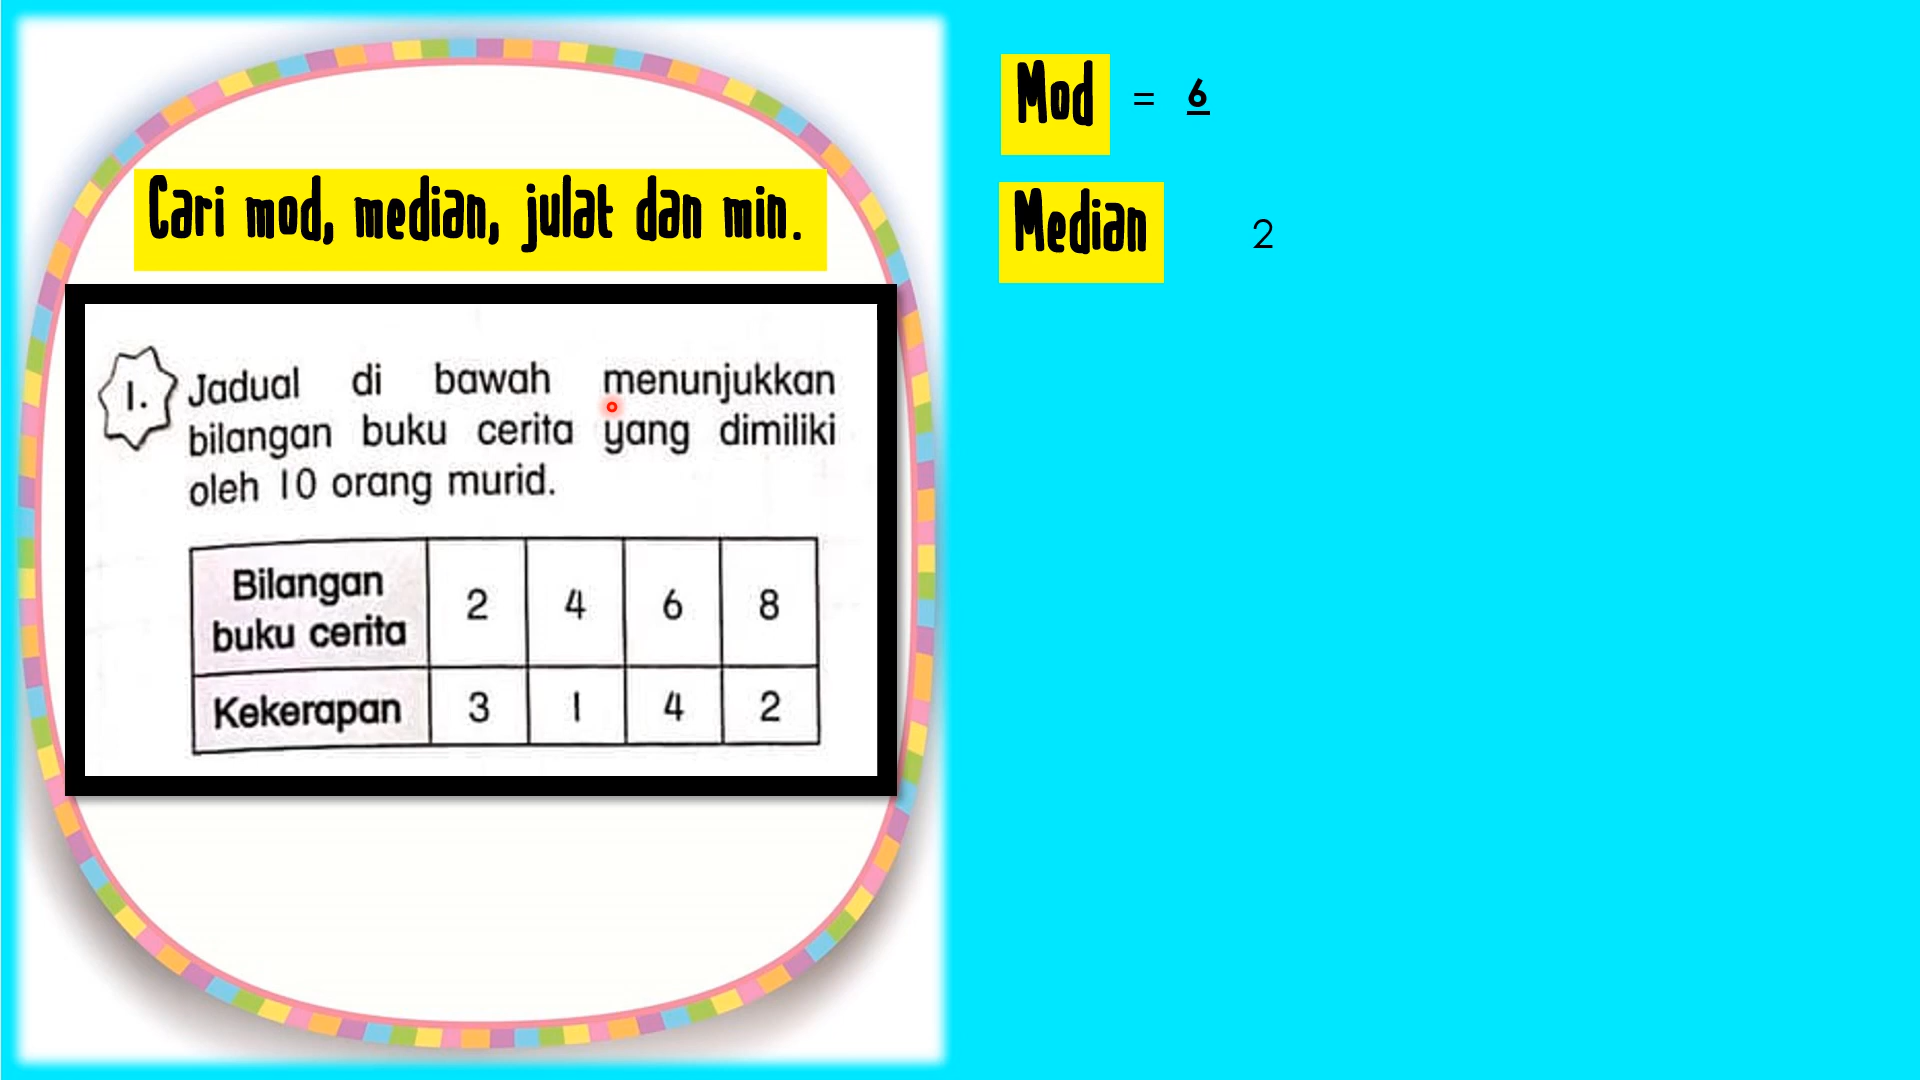 Cari mod, median, julat dan min.
1. Jadual di bawah menunjukkan
bilangan buku cerita yang dimiliki
oleh 10 orang murid.
Bilangan buku cerita 2 4 6 8
Kekerapan 3 1 4 2
Mod = 6
Median 2